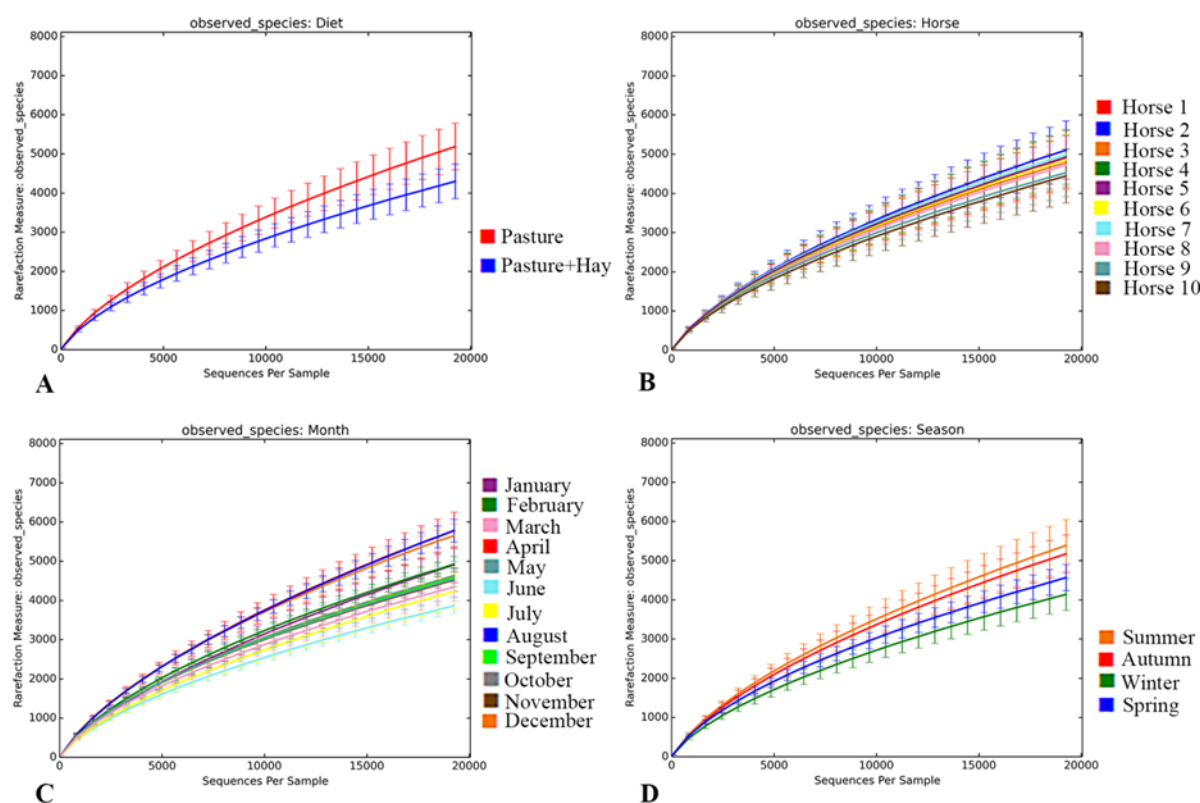 observed_species: Diet
8000
7000
6000
5000
4000
3000
2000
1000
0
Rarefaction Measure: observed_species
0 5000 10000 15000 20000
Sequences Per Sample
Pasture
Pasture+Hay
A
observed_species: Horse
8000
7000
6000
5000
4000
3000
2000
1000
0
Rarefaction Measure: observed_species
0 5000 10000 15000 20000
Sequences Per Sample
Horse 1
Horse 2
Horse 3
Horse 4
Horse 5
Horse 6
Horse 7
Horse 8
Horse 9
Horse 10
B
observed_species: Month
8000
7000
6000
5000
4000
3000
2000
1000
0
Rarefaction Measure: observed_species
0 5000 10000 15000 20000
Sequences Per Sample
January
February
March
April
May
June
July
August
September
October
November
December
C
observed_species: Season
8000
7000
6000
5000
4000
3000
2000
1000
0
Rarefaction Measure: observed_species
0 5000 10000 15000 20000
Sequences Per Sample
Summer
Autumn
Winter
Spring
D